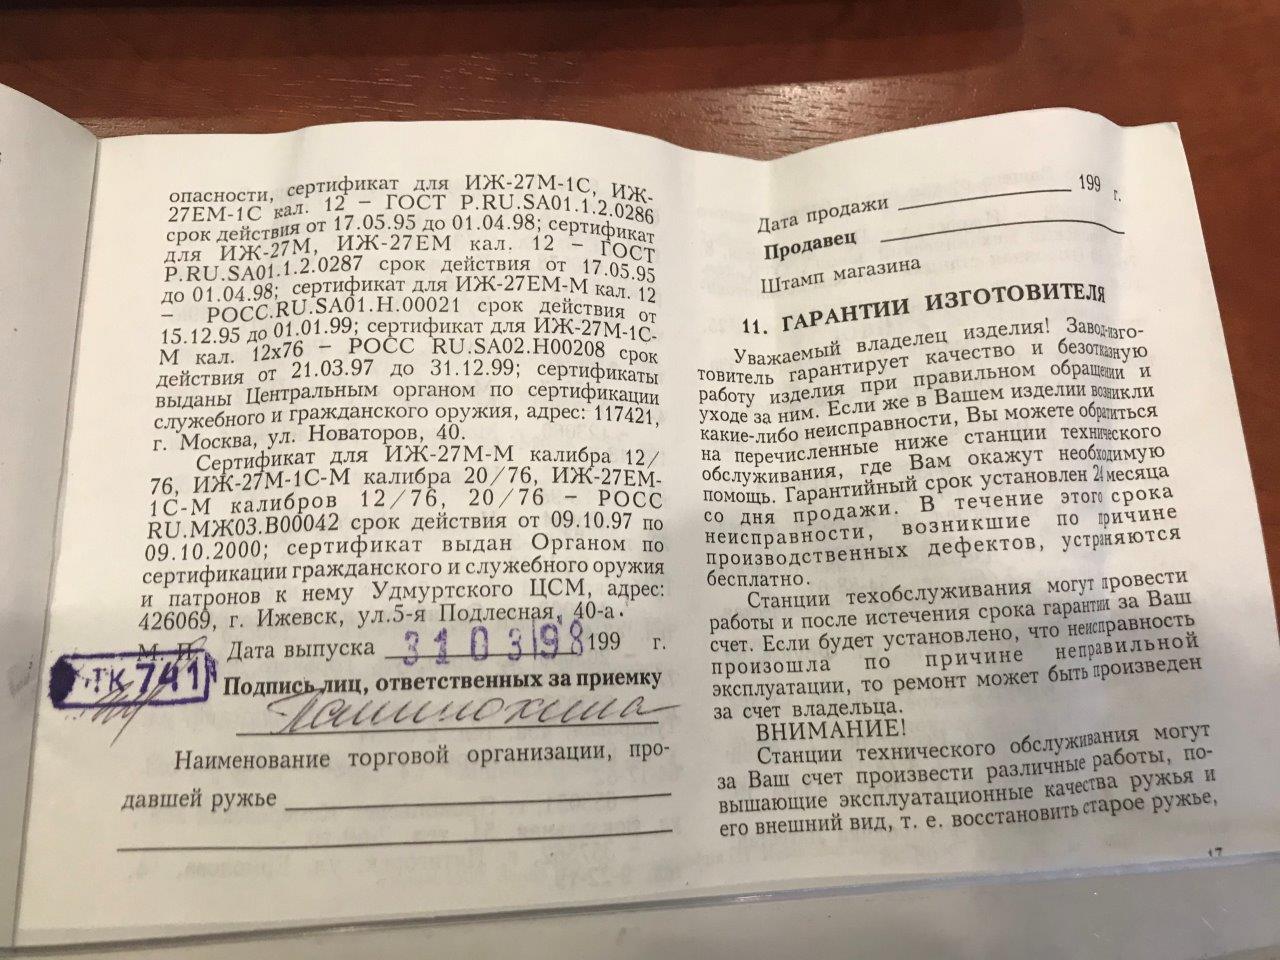 опасности, сертификат для ИЖ-27М-1С, ИЖ-
27ЕМ-1С кал. 12 – ГОСТ Р.RU.SA01.1.2.0286
срок действия от 17.05.95 до 01.04.98; сертификат
для ИЖ-27М, ИЖ-27ЕМ кал. 12 – ГОСТ
Р.RU.SA01.1.2.0287 срок действия от 17.05.95
до 01.04.98; сертификат для ИЖ-27ЕМ-М кал. 12
– РОСС.RU.SA01.Н.00021 срок действия от
15.12.95 до 01.01.99; сертификат для ИЖ-27М-1С-
М кал. 12х76 – РОСС RU.SA02.Н00208 срок
действия от 21.03.97 до 31.12.99; сертификаты
выданы Центральным органом по сертификации
служебного и гражданского оружия, адрес: 117421,
г. Москва, ул. Новаторов, 40.
Сертификат для ИЖ-27М-М калибра 12/
76, ИЖ-27М-1С-М калибра 20/76, ИЖ-27ЕМ-
1С-М калибров 12/76, 20/76 – РОСС
RU.МЖ03.В00042 срок действия от 09.10.97 по
09.10.2000; сертификат выдан Органом по
сертификации гражданского и служебного оружия
и патронов к нему Удмуртского ЦСМ, адрес:
426069, г. Ижевск, ул.5-я Подлесная, 40-а.
М. П. Дата выпуска 31 03 98 199 г.
ТК 741
Подпись лиц, ответственных за приемку
Наименование торговой организации, про-
давшей ружье
Дата продажи 199 г.
Продавец
Штамп магазина
11. ГАРАНТИИ ИЗГОТОВИТЕЛЯ
Уважаемый владелец изделия! Завод-изго-
товитель гарантирует качество и безотказную
работу изделия при правильном обращении и
уходе за ним. Если же в Вашем изделии возникли
какие-либо неисправности, Вы можете обратиться
на перечисленные ниже станции технического
обслуживания, где Вам окажут необходимую
помощь. Гарантийный срок установлен 24 месяца
со дня продажи. В течение этого срока
неисправности, возникшие по причине
производственных дефектов, устраняются
бесплатно.
Станции техобслуживания могут провести
работы и после истечения срока гарантии за Ваш
счет. Если будет установлено, что неисправность
произошла по причине неправильной
эксплуатации, то ремонт может быть произведен
за счет владельца.
ВНИМАНИЕ!
Станции технического обслуживания могут
за Ваш счет произвести различные работы, по-
вышающие эксплуатационные качества ружья и
его внешний вид, т. е. восстановить старое ружье,
17